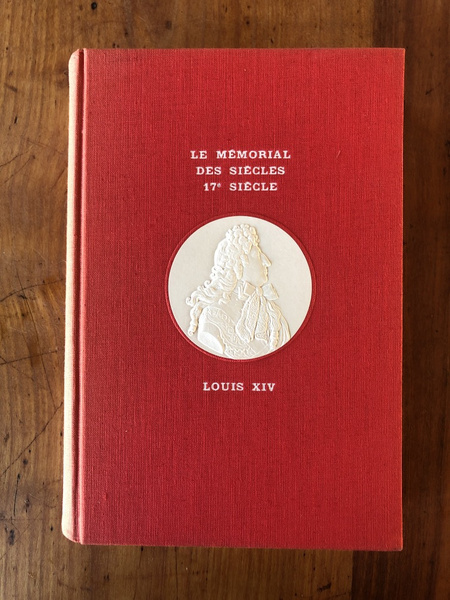 LE MÉMORIAL
DES SIÈCLES
17e SIÈCLE
LOUIS XIV